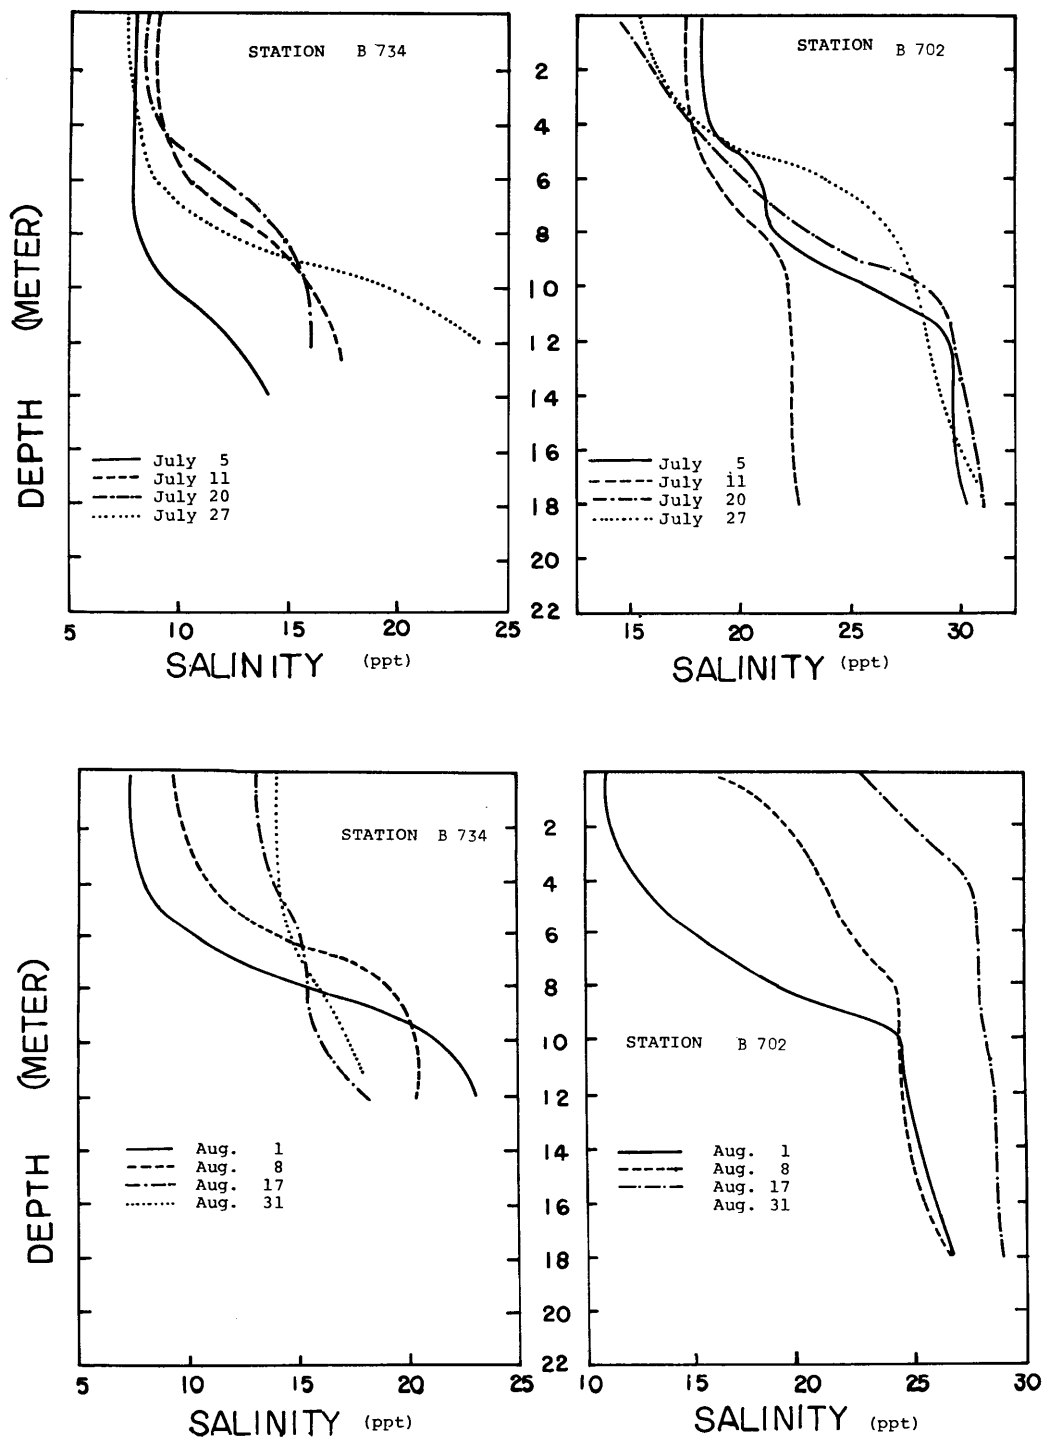 STATION B 734
DEPTH (METER)
July 5
July 11
July 20
July 27
5 10 15 20 25
SALINITY (ppt)
STATION B 702
2
4
6
8
10
12
14
16
18
20
22
July 5
July 11
July 20
July 27
15 20 25 30
SALINITY (ppt)
STATION B 734
DEPTH (METER)
Aug. 1
Aug. 8
Aug. 17
Aug. 31
5 10 15 20 25
SALINITY (ppt)
2
4
6
8
10
12
14
16
18
20
22
STATION B 702
Aug. 1
Aug. 8
Aug. 17
Aug. 31
10 15 20 25 30
SALINITY (ppt)